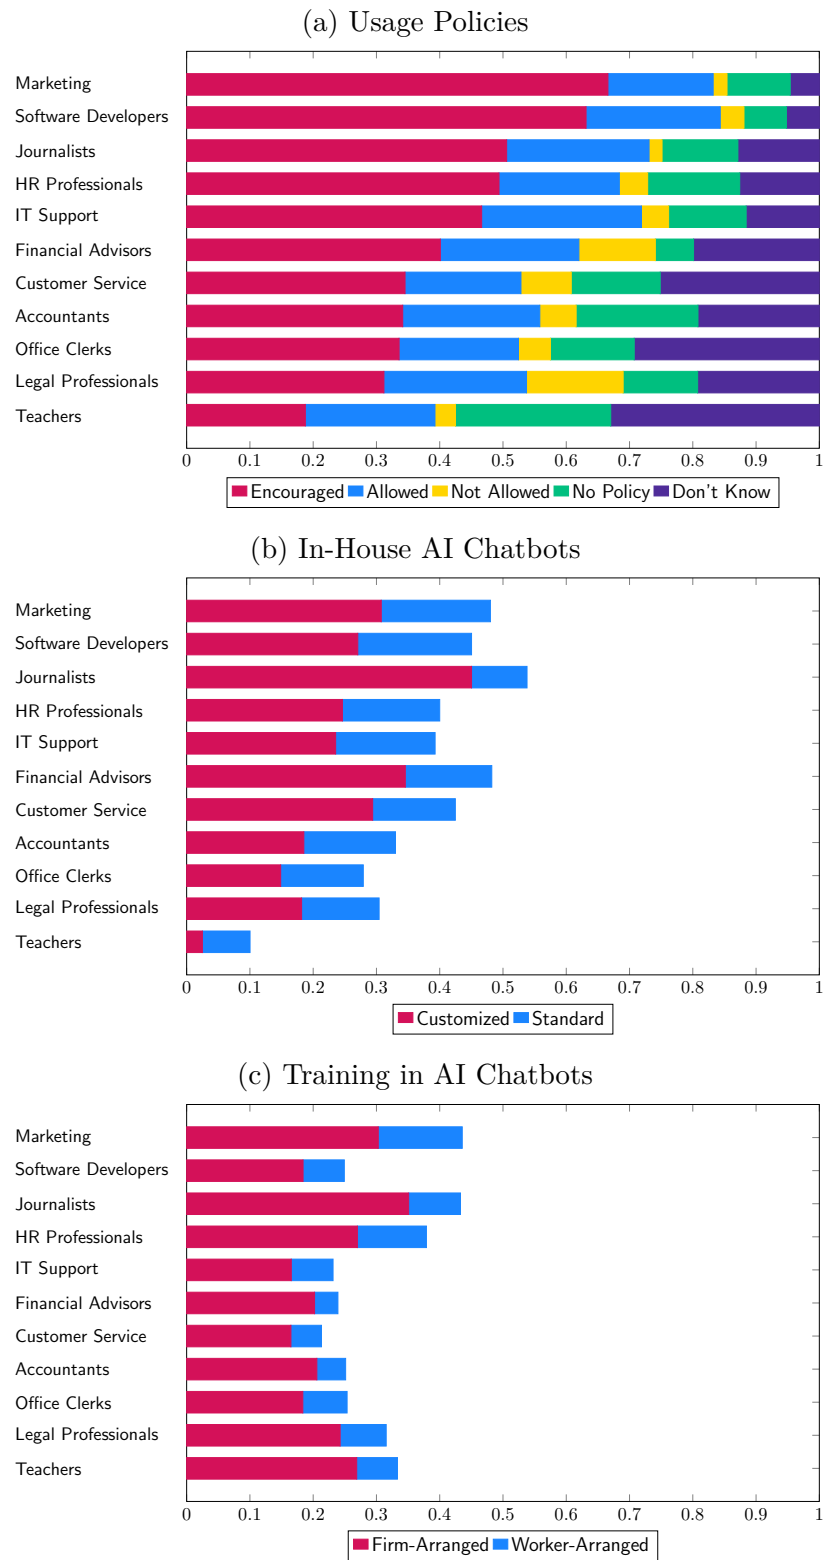 (a) Usage Policies
Marketing
Software Developers
Journalists
HR Professionals
IT Support
Financial Advisors
Customer Service
Accountants
Office Clerks
Legal Professionals
Teachers
0 0.1 0.2 0.3 0.4 0.5 0.6 0.7 0.8 0.9 1
Encouraged Allowed Not Allowed No Policy Don't Know
(b) In-House AI Chatbots
Marketing
Software Developers
Journalists
HR Professionals
IT Support
Financial Advisors
Customer Service
Accountants
Office Clerks
Legal Professionals
Teachers
0 0.1 0.2 0.3 0.4 0.5 0.6 0.7 0.8 0.9 1
Customized Standard
(c) Training in AI Chatbots
Marketing
Software Developers
Journalists
HR Professionals
IT Support
Financial Advisors
Customer Service
Accountants
Office Clerks
Legal Professionals
Teachers
0 0.1 0.2 0.3 0.4 0.5 0.6 0.7 0.8 0.9 1
Firm-Arranged Worker-Arranged